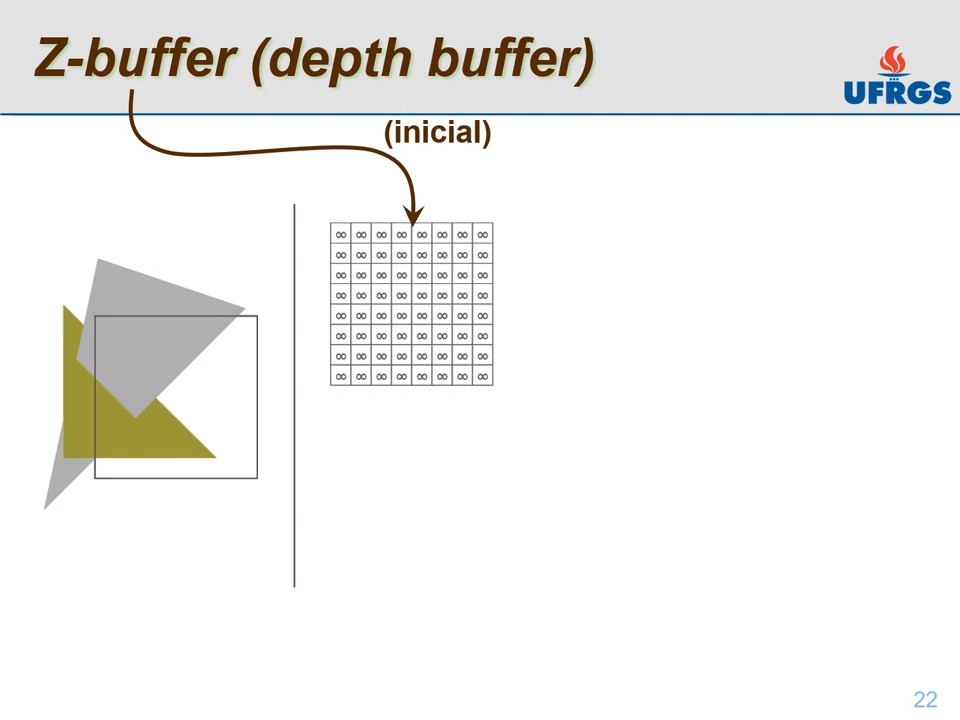 Z-buffer (depth buffer)
UFRGS
(inicial)
∞ ∞ ∞ ∞ ∞ ∞ ∞ ∞
∞ ∞ ∞ ∞ ∞ ∞ ∞ ∞
∞ ∞ ∞ ∞ ∞ ∞ ∞ ∞
∞ ∞ ∞ ∞ ∞ ∞ ∞ ∞
∞ ∞ ∞ ∞ ∞ ∞ ∞ ∞
∞ ∞ ∞ ∞ ∞ ∞ ∞ ∞
∞ ∞ ∞ ∞ ∞ ∞ ∞ ∞
∞ ∞ ∞ ∞ ∞ ∞ ∞ ∞
22